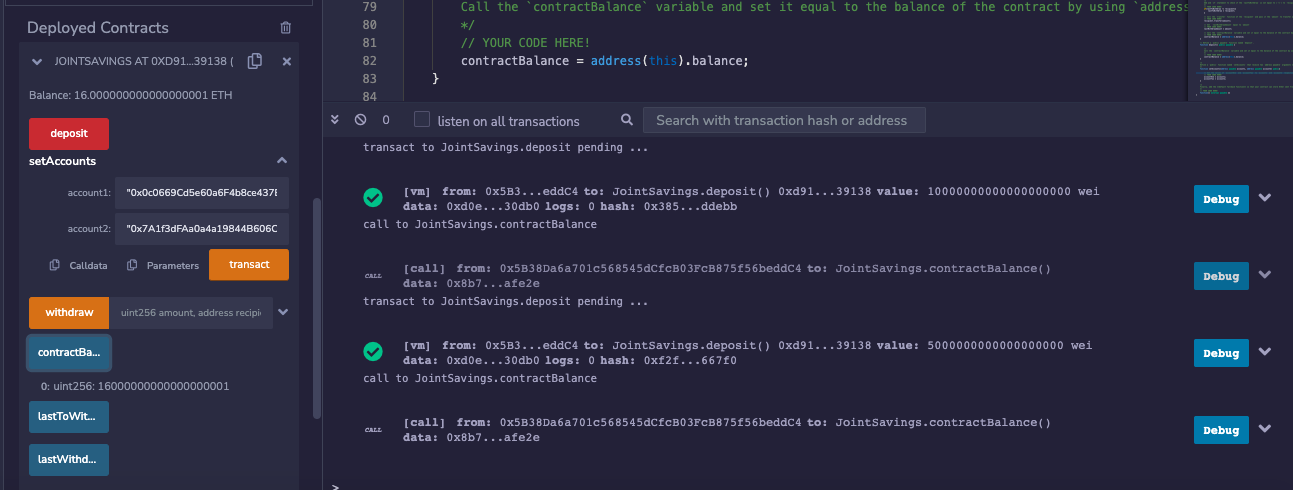 Deployed Contracts
JOINTSAVINGS AT 0XD91...39138 (
Balance: 16.000000000000000001 ETH
deposit
setAccounts
account1: "0x0c0669Cd5e60a6F4b8ce437E
account2: "0x7A1f3dFAa0a4a19844B606C
Calldata Parameters transact
withdraw uint256 amount, address recipie
contractBa...
0: uint256: 16000000000000000001
lastToWit...
lastWithd...
79 Call the `contractBalance` variable and set it equal to the balance of the contract by using `address
80 */
81 // YOUR CODE HERE!
82 contractBalance = address(this).balance;
83 }
84
0 listen on all transactions Search with transaction hash or address
transact to JointSavings.deposit pending ...
[vm] from: 0x5B3...eddC4 to: JointSavings.deposit() 0xd91...39138 value: 10000000000000000000 wei
data: 0xd0e...30db0 logs: 0 hash: 0x385...ddebb
Debug
call to JointSavings.contractBalance
CALL [call] from: 0x5B38Da6a701c568545dCfcB03FcB875f56beddC4 to: JointSavings.contractBalance()
data: 0x8b7...afe2e
Debug
transact to JointSavings.deposit pending ...
[vm] from: 0x5B3...eddC4 to: JointSavings.deposit() 0xd91...39138 value: 5000000000000000000 wei
data: 0xd0e...30db0 logs: 0 hash: 0xf2f...667f0
Debug
call to JointSavings.contractBalance
CALL [call] from: 0x5B38Da6a701c568545dCfcB03FcB875f56beddC4 to: JointSavings.contractBalance()
data: 0x8b7...afe2e
Debug
>